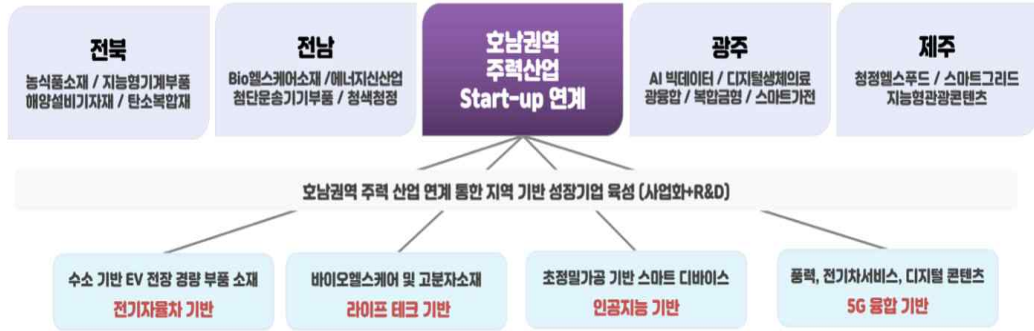 전북
농식품소재 / 지능형기계부품
해양설비기자재 / 탄소복합재
전남
Bio헬스케어소재 /에너지신산업
첨단운송기기부품 / 청색청정
호남권역
주력산업
Start-up 연계
광주
AI 빅데이터 / 디지털생체의료
광융합 / 복합금형 / 스마트가전
제주
청정헬스푸드 / 스마트그리드
지능형관광콘텐츠
호남권역 주력 산업 연계 통한 지역 기반 성장기업 육성 (사업화+R&D)
수소 기반 EV 전장 경량 부품 소재
전기자율차 기반
바이오헬스케어 및 고분자소재
라이프 테크 기반
초정밀가공 기반 스마트 디바이스
인공지능 기반
풍력, 전기차서비스, 디지털 콘텐츠
5G 융합 기반